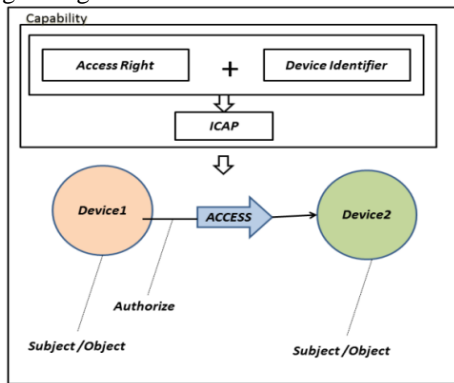 Capability
Access Right + Device Identifier
ICAP
Device1 ACCESS Device2
Authorize
Subject /Object
Subject /Object